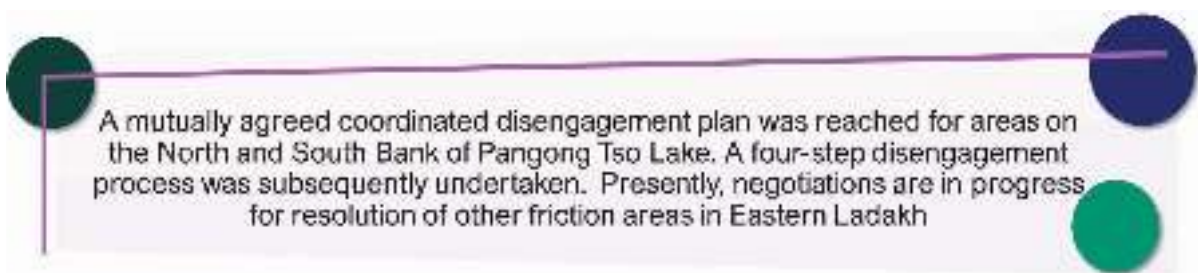 A mutually agreed coordinated disengagement plan was reached for areas on
the North and South Bank of Pangong Tso Lake. A four-step disengagement
process was subsequently undertaken. Presently, negotiations are in progress
for resolution of other friction areas in Eastern Ladakh